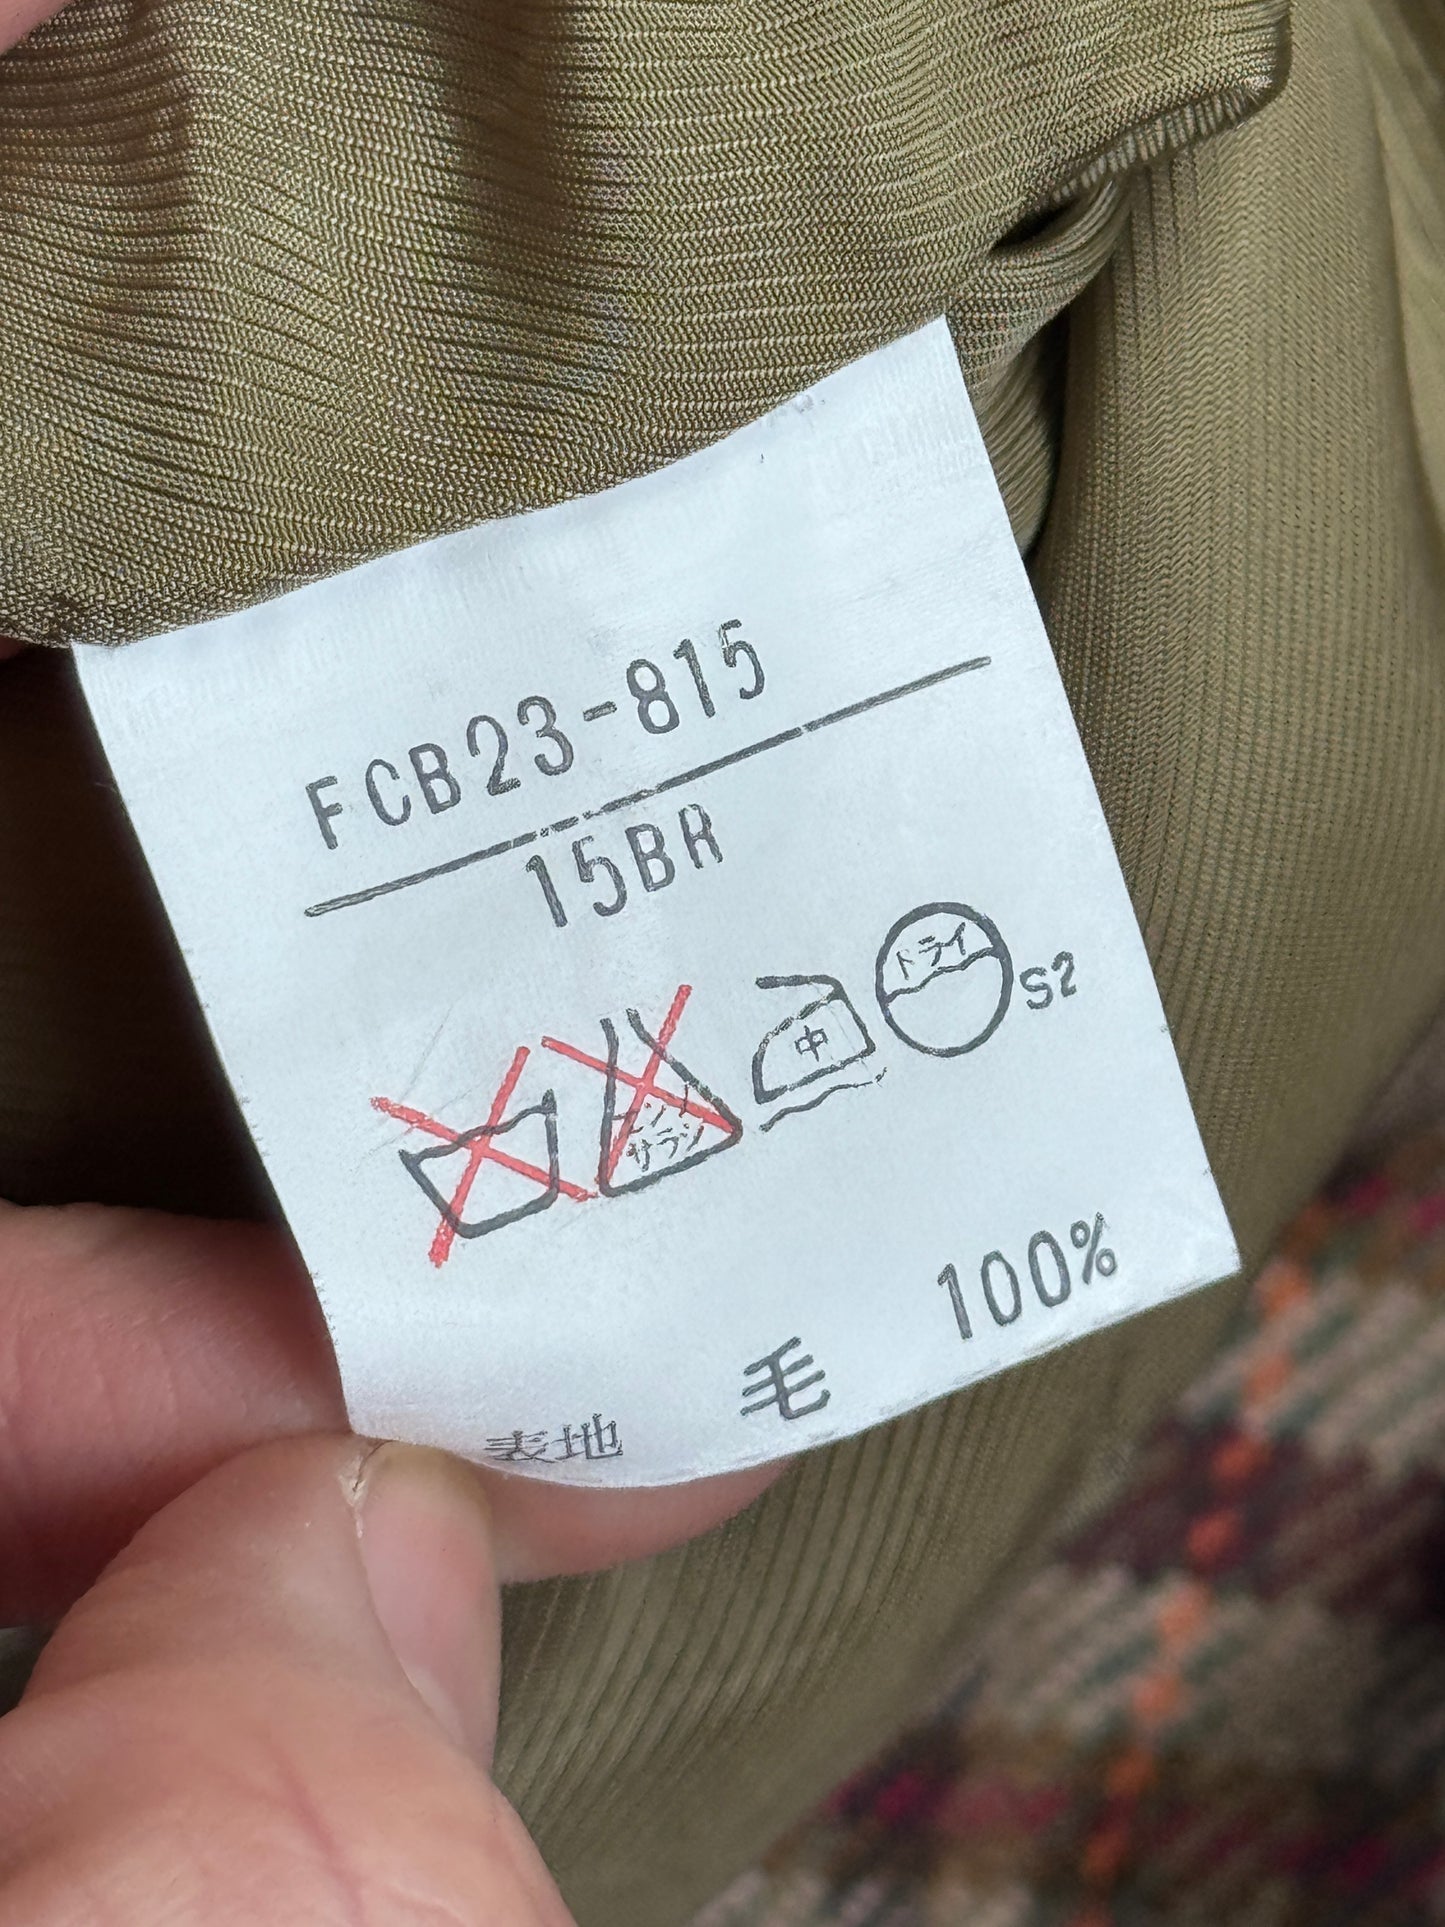 FCB23-815
15BR
ドライ
S2
中
エンソ
サラシ
100%
毛
表地